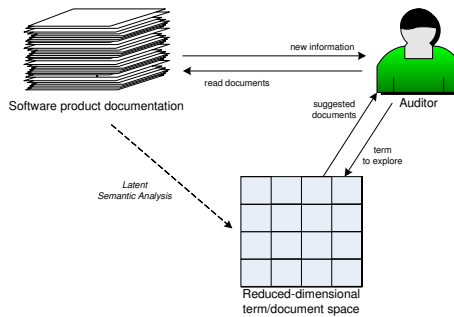 new information
read documents
Software product documentation
Auditor
suggested
documents
term
to explore
Latent
Semantic Analysis
Reduced-dimensional
term/document space